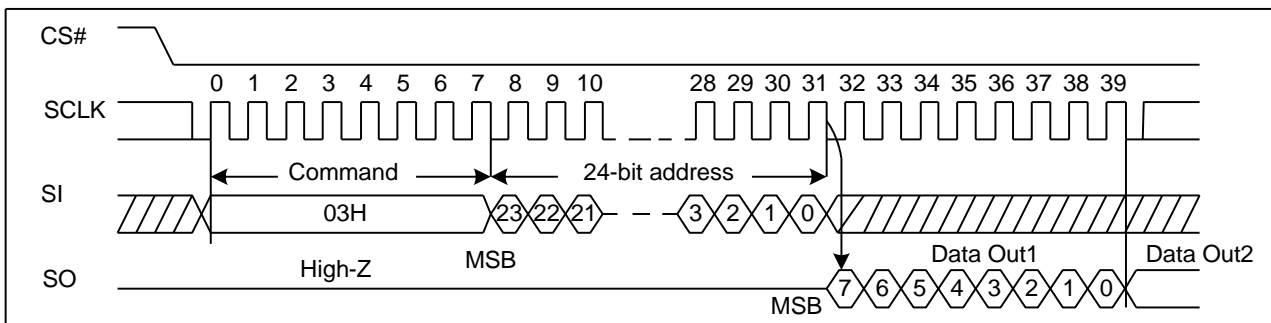 CS#
0 1 2 3 4 5 6 7 8 9 10 28 29 30 31 32 33 34 35 36 37 38 39
SCLK
Command 24-bit address
SI
03H 23 22 21 3 2 1 0
High-Z MSB Data Out1 Data Out2
SO
MSB 7 6 5 4 3 2 1 0